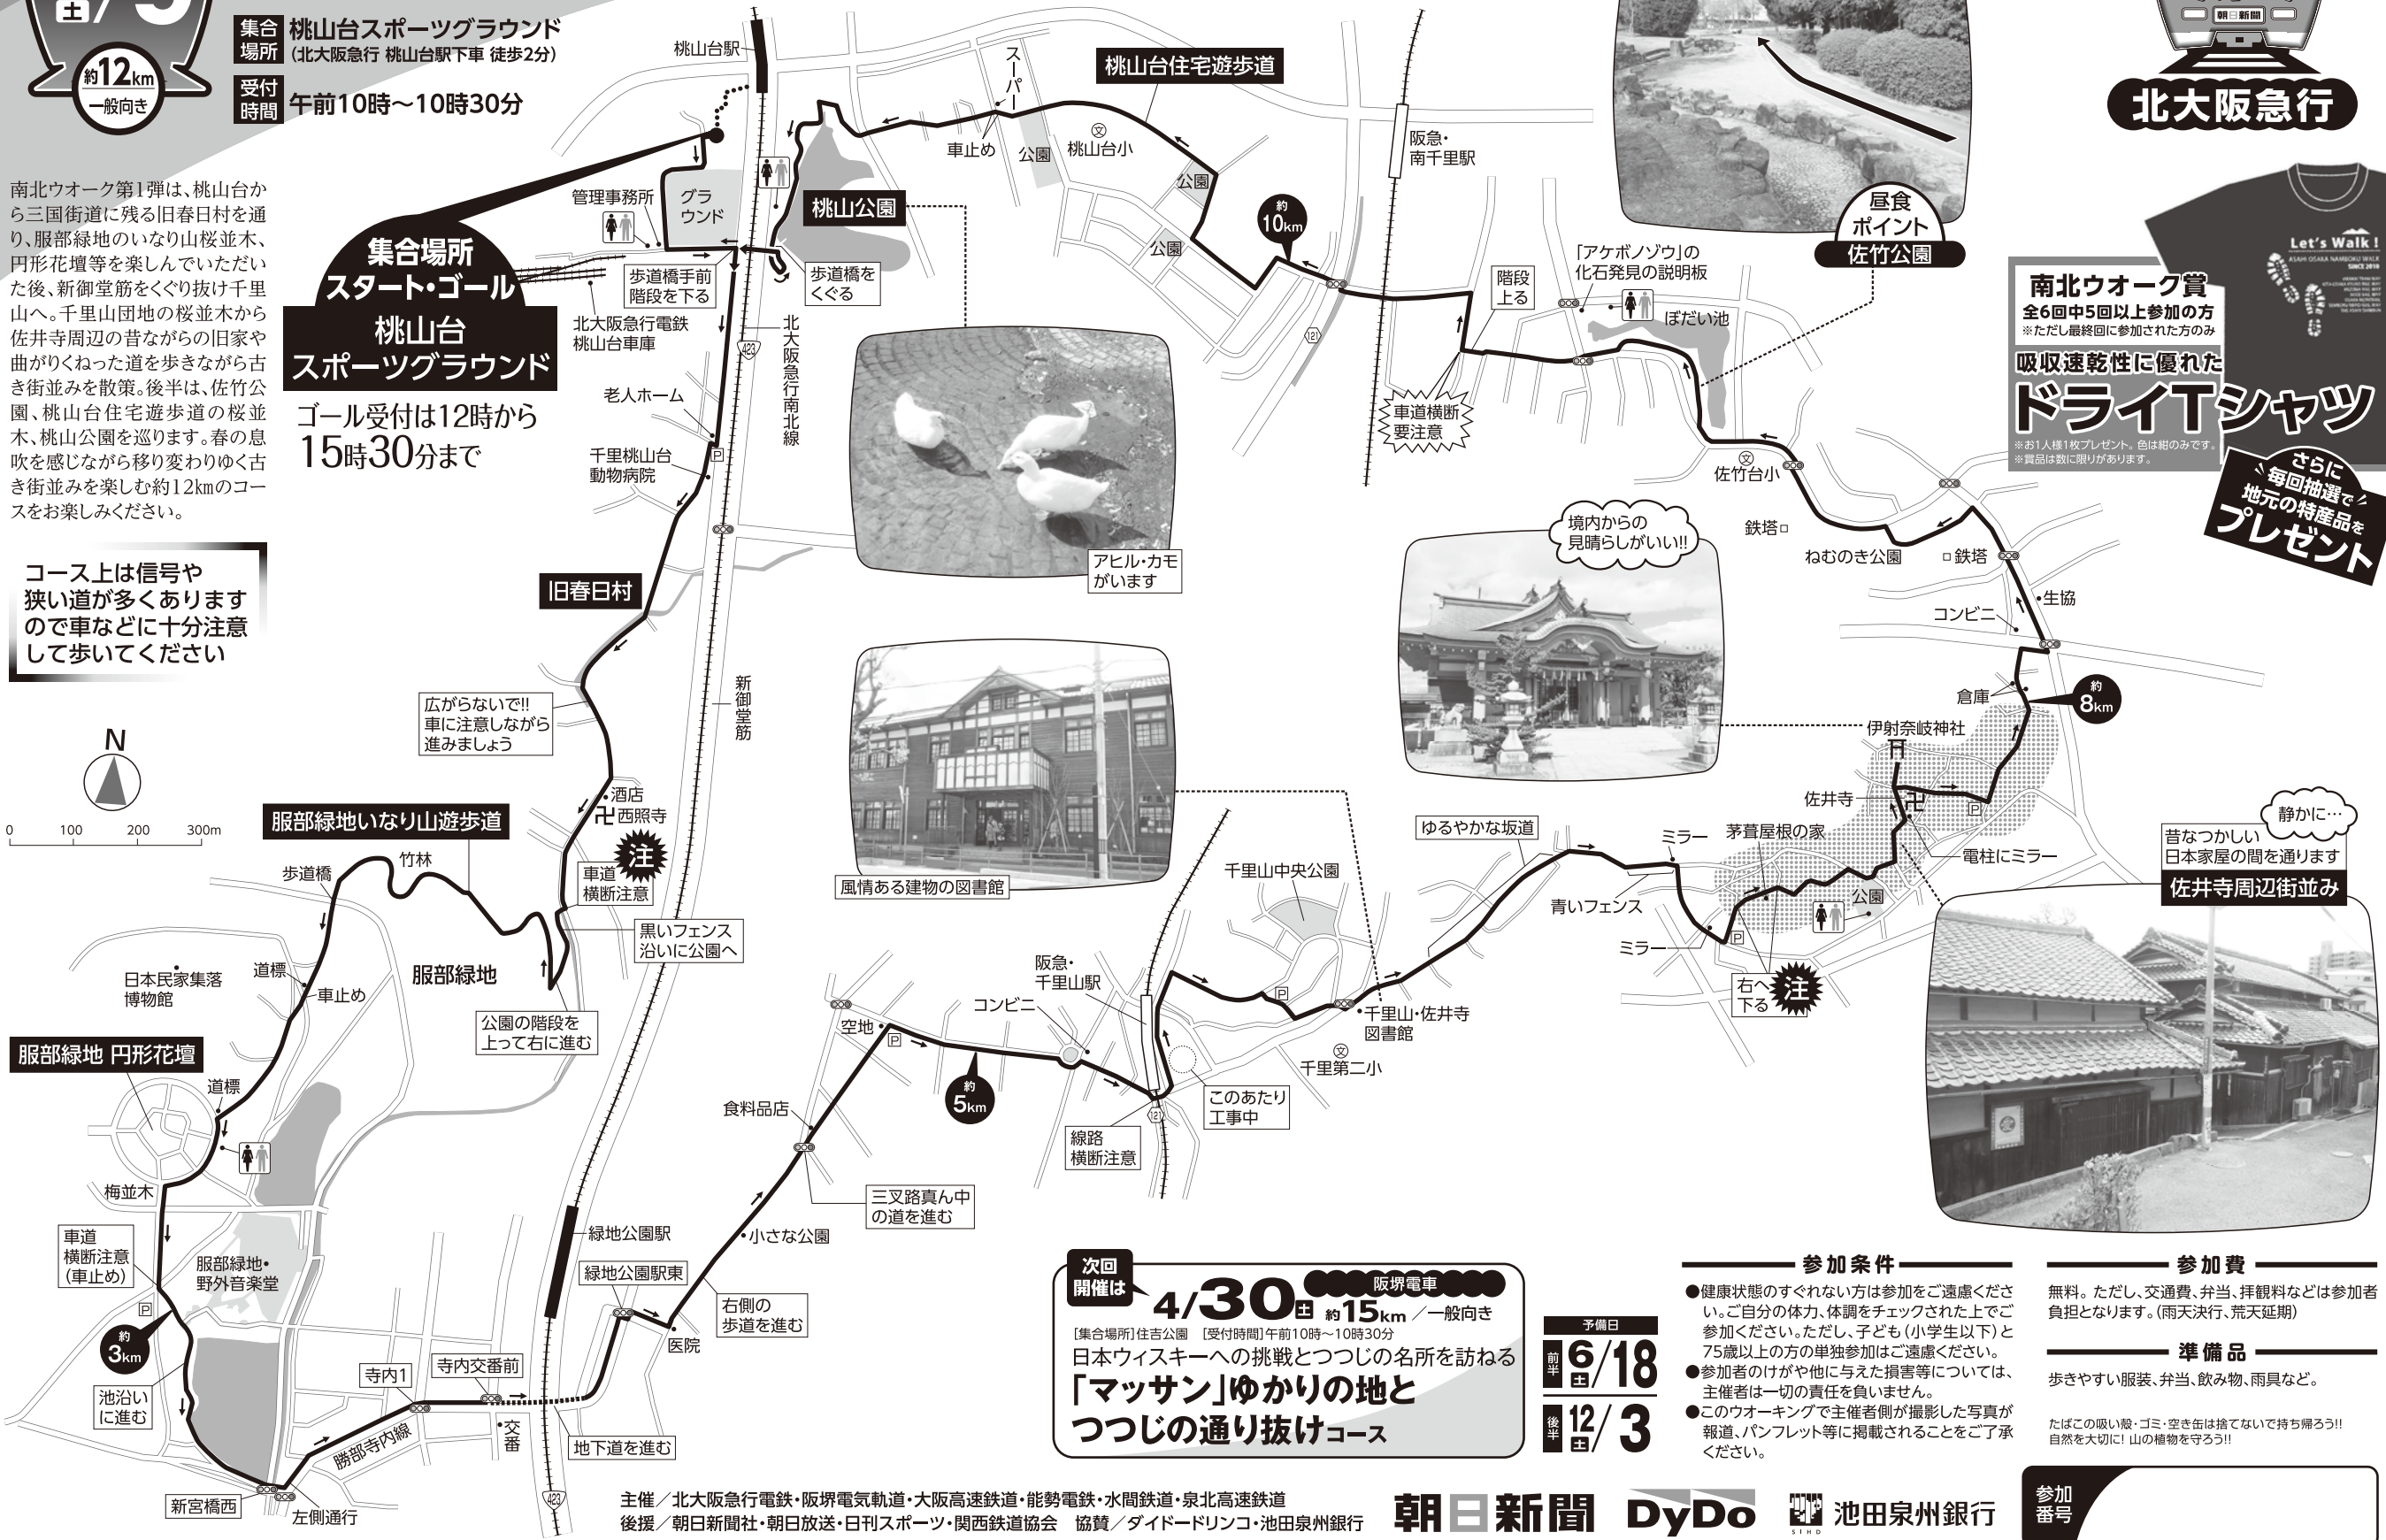 土/
約12km
一般向き
集合場所 桃山台スポーツグラウンド
(北大阪急行 桃山台駅下車 徒歩2分)
受付時間 午前10時〜10時30分
南北ウオーク第1弾は、桃山台か
ら三国街道に残る旧春日村を通
り、服部緑地のいなり山桜並木、
円形花壇等を楽しんでいただい
た後、新御堂筋をくぐり抜け千里
山へ。千里山団地の桜並木から
佐井寺周辺の昔ながらの旧家や
曲がりくねった道を歩きながら古
き街並みを散策。後半は、佐竹公
園、桃山台住宅遊歩道の桜並
木、桃山公園を巡ります。春の息
吹を感じながら移り変わりゆく古
き街並みを楽しむ約12kmのコー
スをお楽しみください。
コース上は信号や
狭い道が多くあります
ので車などに十分注意
して歩いてください
集合場所
スタート・ゴール
桃山台
スポーツグラウンド
ゴール受付は12時から
15時30分まで
N
0 100 200 300m
桃山台駅
管理事務所
グラ
ウンド
桃山公園
歩道橋手前
階段を下る
歩道橋を
くぐる
北大阪急行電鉄
桃山台車庫
423
北大阪急行南北線
老人ホーム
P
千里桃山台
動物病院
旧春日村
新御堂筋
広がらないで!!
車に注意しながら
進みましょう
酒店
卍西照寺
注
車道
横断注意
黒いフェンス
沿いに公園へ
服部緑地いなり山遊歩道
歩道橋
竹林
服部緑地
公園の階段を
上って右に進む
日本民家集落
博物館
道標
車止め
服部緑地 円形花壇
道標
梅並木
車道
横断注意
(車止め)
服部緑地・
野外音楽堂
P
約
3km
池沿い
に進む
新宮橋西
左側通行
勝部寺内線
寺内1
寺内交番前
交番
地下道を進む
423
緑地公園駅
緑地公園駅東
医院
右側の
歩道を進む
小さな公園
三叉路真ん中
の道を進む
食料品店
空地
P
約
5km
コンビニ
阪急・
千里山駅
線路
横断注意
121
このあたり
工事中
千里山中央公園
P
千里第二小
文
千里山・佐井寺
図書館
風情ある建物の図書館
ゆるやかな坂道
青いフェンス
ミラー
ミラー
P
右へ
下る
注
茅葺屋根の家
公園
電柱にミラー
佐井寺
卍
P
伊射奈岐神社
境内からの
見晴らしがいい!!
静かに…
昔なつかしい
日本家屋の間を通ります
佐井寺周辺街並み
倉庫
約
8km
コンビニ
生協
鉄塔
ねむのき公園
鉄塔
佐竹台小
文
昼食
ポイント
佐竹公園
ぼだい池
「アケボノゾウ」の
化石発見の説明板
階段
上る
車道横断
要注意
121
阪急・
南千里駅
約
10km
公園
公園
桃山台住宅遊歩道
文
桃山台小
公園
スーパー
車止め
アヒル・カモ
がいます
朝日新聞
北大阪急行
Let's Walk !
ASAHI OSAKA NAMBOKU WALK
SINCE 2010
南北ウオーク賞
全6回中5回以上参加の方
※ただし最終回に参加された方のみ
吸収速乾性に優れた
ドライTシャツ
※お1人様1枚プレゼント。色は紺のみです。
※賞品は数に限りがあります。
さらに
毎回抽選で
地元の特産品を
プレゼント
次回
開催は
4/30土
阪堺電車
約15km/一般向き
[集合場所]住吉公園 [受付時間]午前10時〜10時30分
日本ウィスキーへの挑戦とつつじの名所を訪ねる
「マッサン」ゆかりの地と
つつじの通り抜けコース
予備日
前半 6/18 土
後半 12/3 土
参加条件
●健康状態のすぐれない方は参加をご遠慮くださ
い。ご自分の体力、体調をチェックされた上でご
参加ください。ただし、子ども(小学生以下)と
75歳以上の方の単独参加はご遠慮ください。
●参加者のけがや他に与えた損害等については、
主催者は一切の責任を負いません。
●このウオーキングで主催者側が撮影した写真が
報道、パンフレット等に掲載されることをご了承
ください。
参加費
無料。ただし、交通費、弁当、拝観料などは参加者
負担となります。(雨天決行、荒天延期)
準備品
歩きやすい服装、弁当、飲み物、雨具など。
たばこの吸い殻・ゴミ・空き缶は捨てないで持ち帰ろう!!
自然を大切に! 山の植物を守ろう!!
主催/北大阪急行電鉄・阪堺電気軌道・大阪高速鉄道・能勢電鉄・水間鉄道・泉北高速鉄道
後援/朝日新聞社・朝日放送・日刊スポーツ・関西鉄道協会 協賛/ダイドードリンコ・池田泉州銀行
朝日新聞
DyDo
SIHD
池田泉州銀行
参加
番号